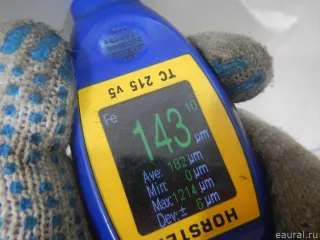 TC 215 v5
Fe 10
143 µm
Ave: 182 µm
Min: 0 µm
Max: 1214 µm
Dev:± 6 µm
HORSTE
eaural.ru